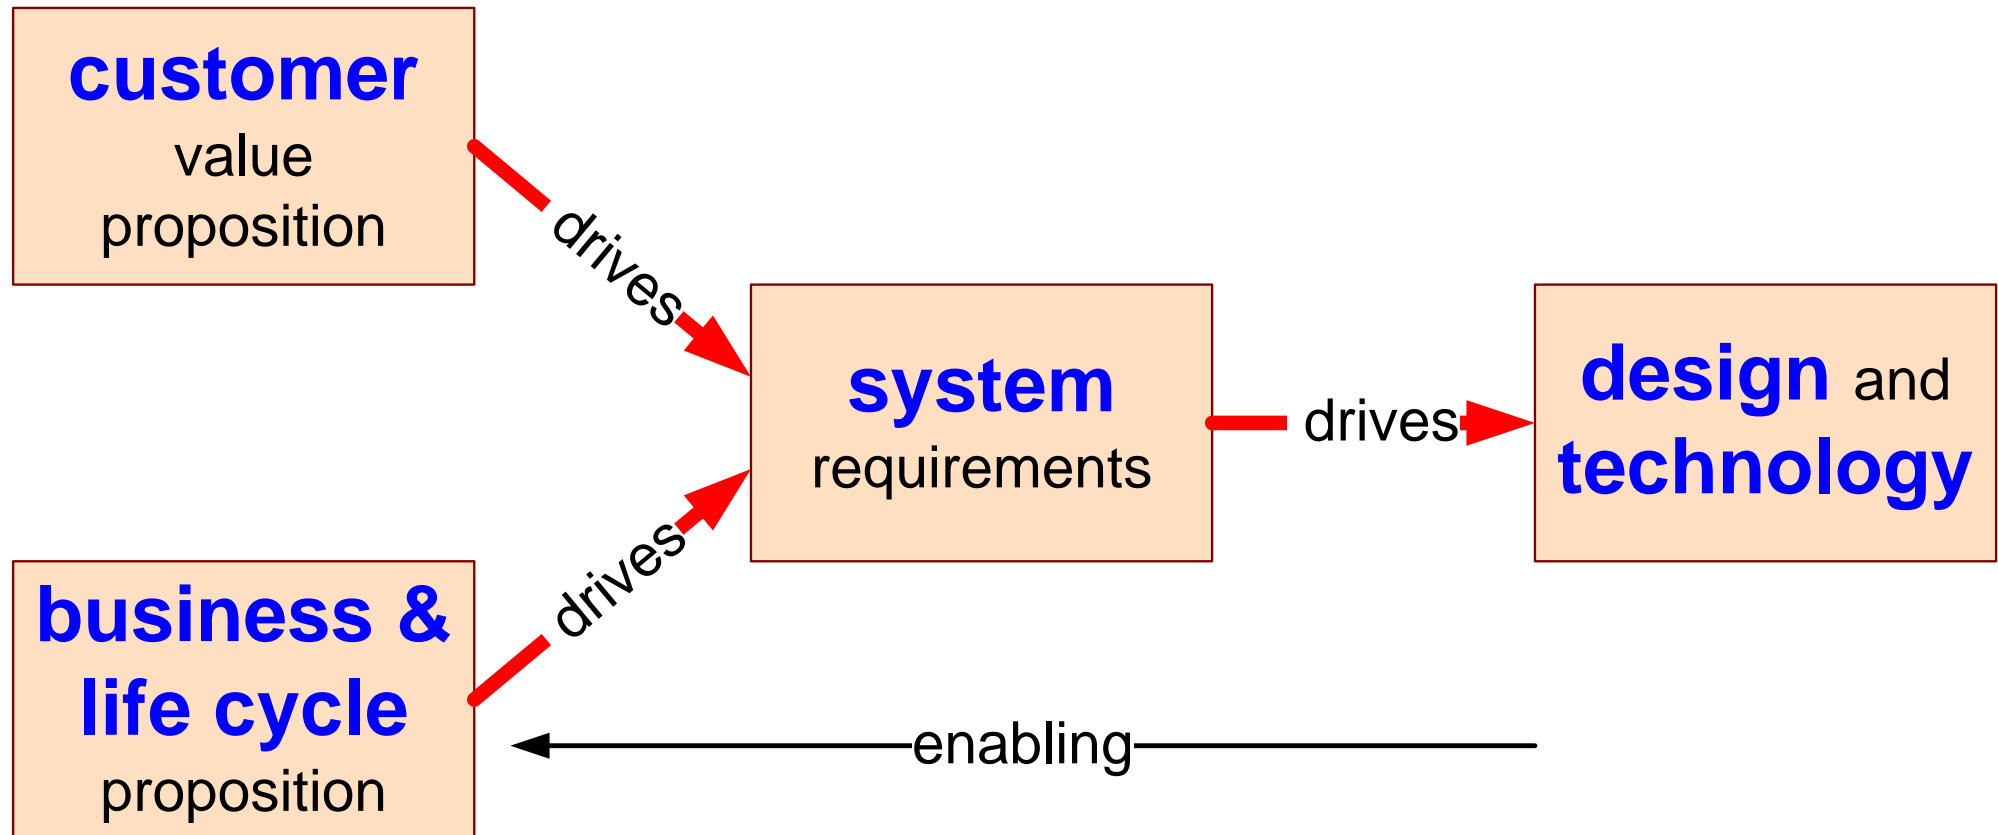 customer
value
proposition
drives
system
requirements
drives
design and
technology
business &
life cycle
proposition
drives
enabling